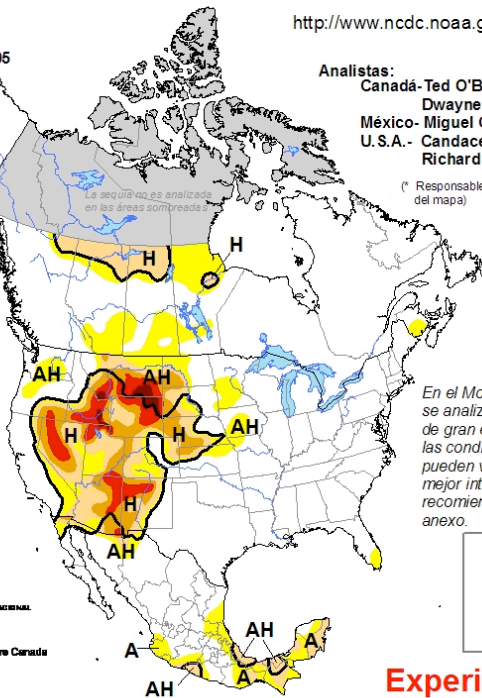 http://www.ncdc.noaa.g
05
Analistas:
Canadá- Ted O'B
Dwayne
México- Miguel C
U.S.A.- Candace
Richard
(* Responsable
del mapa)
La sequía no es analizada
en las áreas sombreadas
H
H
AH
AH
H
H
AH
H
AH
En el Mo
se analiz
de gran e
las condi
pueden v
mejor int
recomien
anexo.
AH
A
A
A
AH
re Canada
Experi